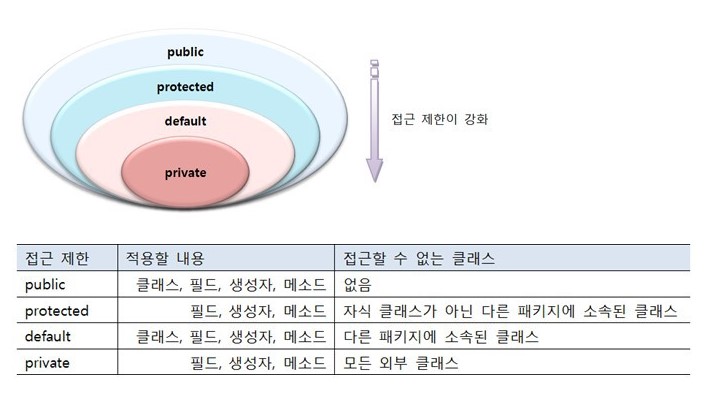 public
protected
default
private
접근 제한이 강화
접근 제한 적용할 내용 접근할 수 없는 클래스
public 클래스, 필드, 생성자, 메소드 없음
protected 필드, 생성자, 메소드 자식 클래스가 아닌 다른 패키지에 소속된 클래스
default 클래스, 필드, 생성자, 메소드 다른 패키지에 소속된 클래스
private 필드, 생성자, 메소드 모든 외부 클래스